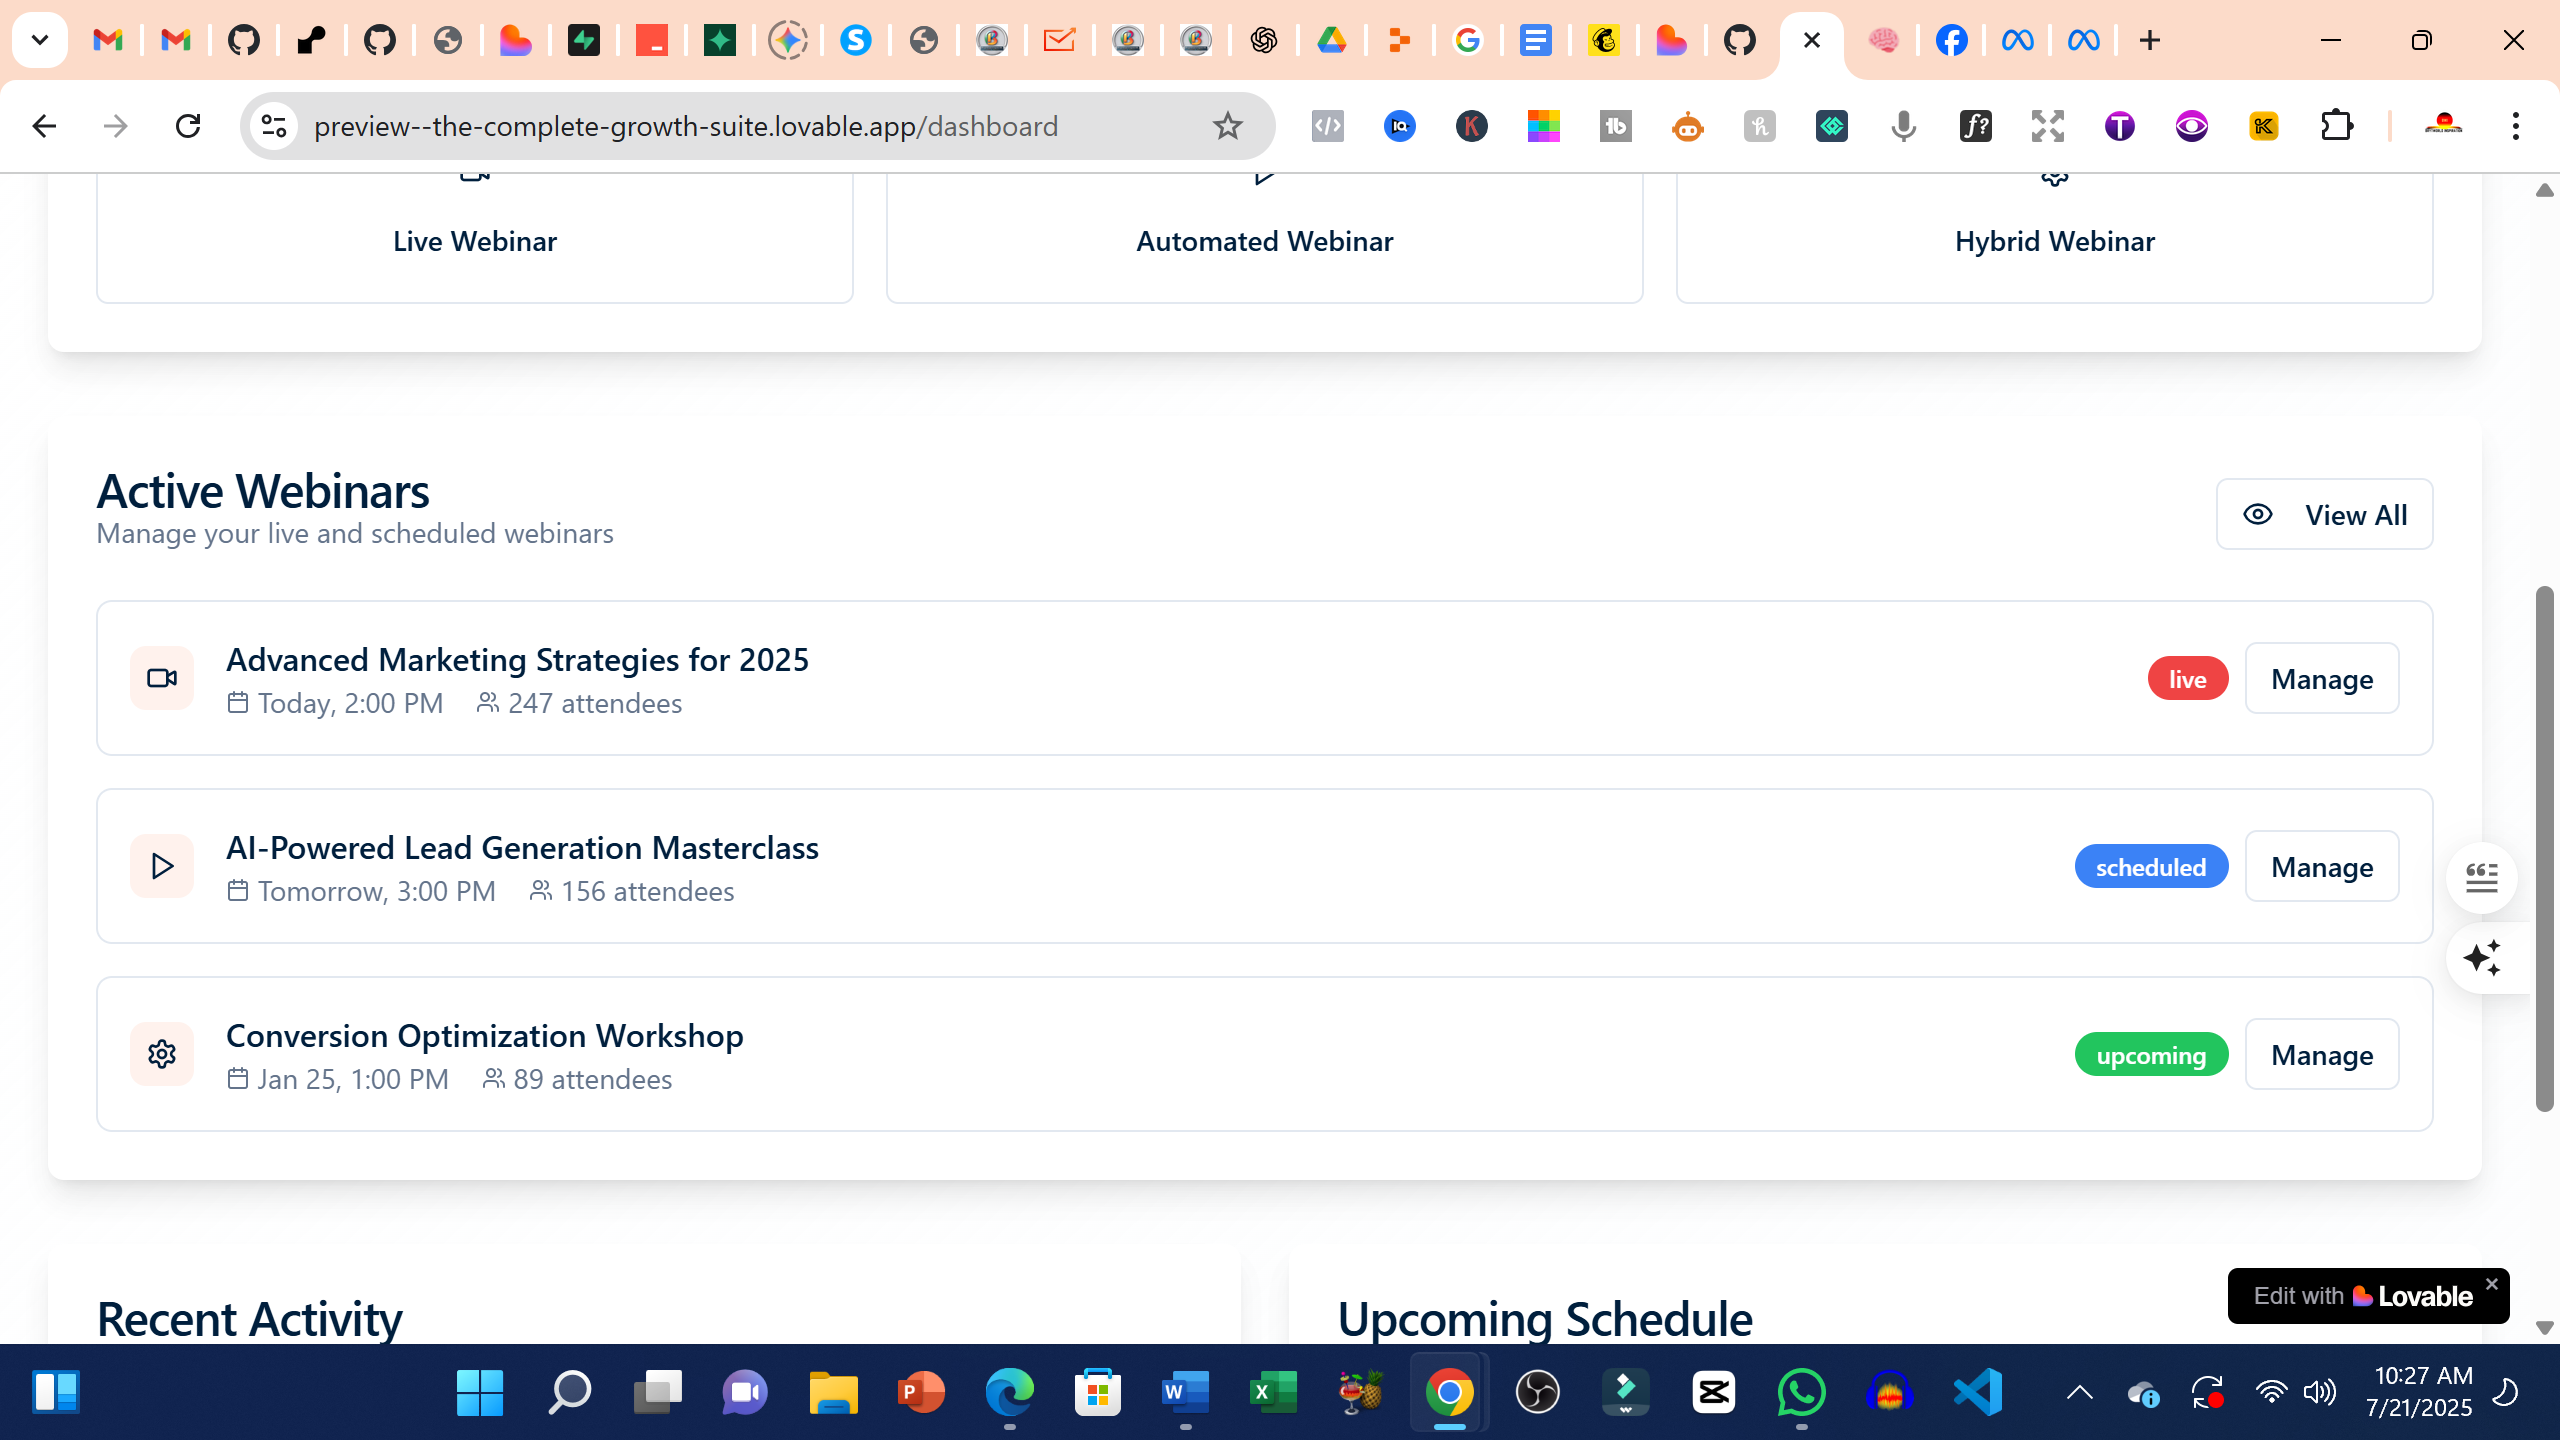 preview--the-complete-growth-suite.lovable.app/dashboard
Live Webinar
Automated Webinar
Hybrid Webinar
Active Webinars
Manage your live and scheduled webinars
View All
Advanced Marketing Strategies for 2025
Today, 2:00 PM 247 attendees
live
Manage
AI-Powered Lead Generation Masterclass
Tomorrow, 3:00 PM 156 attendees
scheduled
Manage
Conversion Optimization Workshop
Jan 25, 1:00 PM 89 attendees
upcoming
Manage
Recent Activity
Upcoming Schedule
Edit with Lovable
10:27 AM
7/21/2025